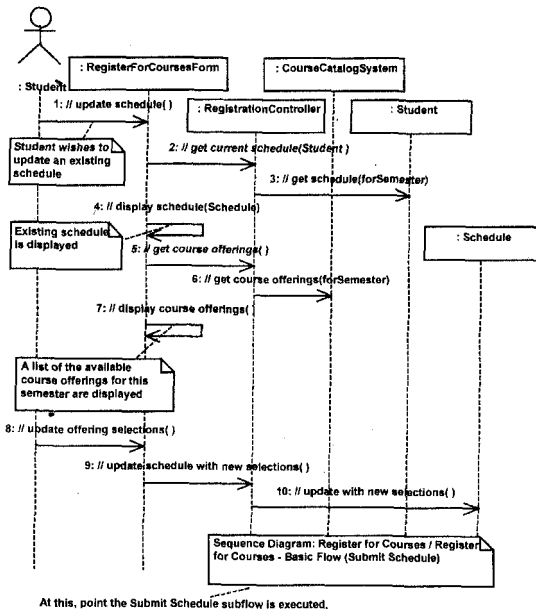 : RegisterForCoursesForm
: CourseCatalogSystem
: Student
: RegistrationController
: Student
1: // update schedule( )
Student wishes to
update an existing
schedule
2: // get current schedule(Student )
3: // get schedule(forSemester)
4: // display schedule(Schedule)
Existing schedule
is displayed
5: // get course offerings( )
: Schedule
6: // get course offerings(forSemester)
7: // display course offerings(
A list of the available
course offerings for this
semester are displayed
8: // update offering selections( )
9: // update schedule with new selections( )
10: // update with new selections( )
Sequence Diagram: Register for Courses / Register
for Courses - Basic Flow (Submit Schedule)
At this, point the Submit Schedule subflow is executed.